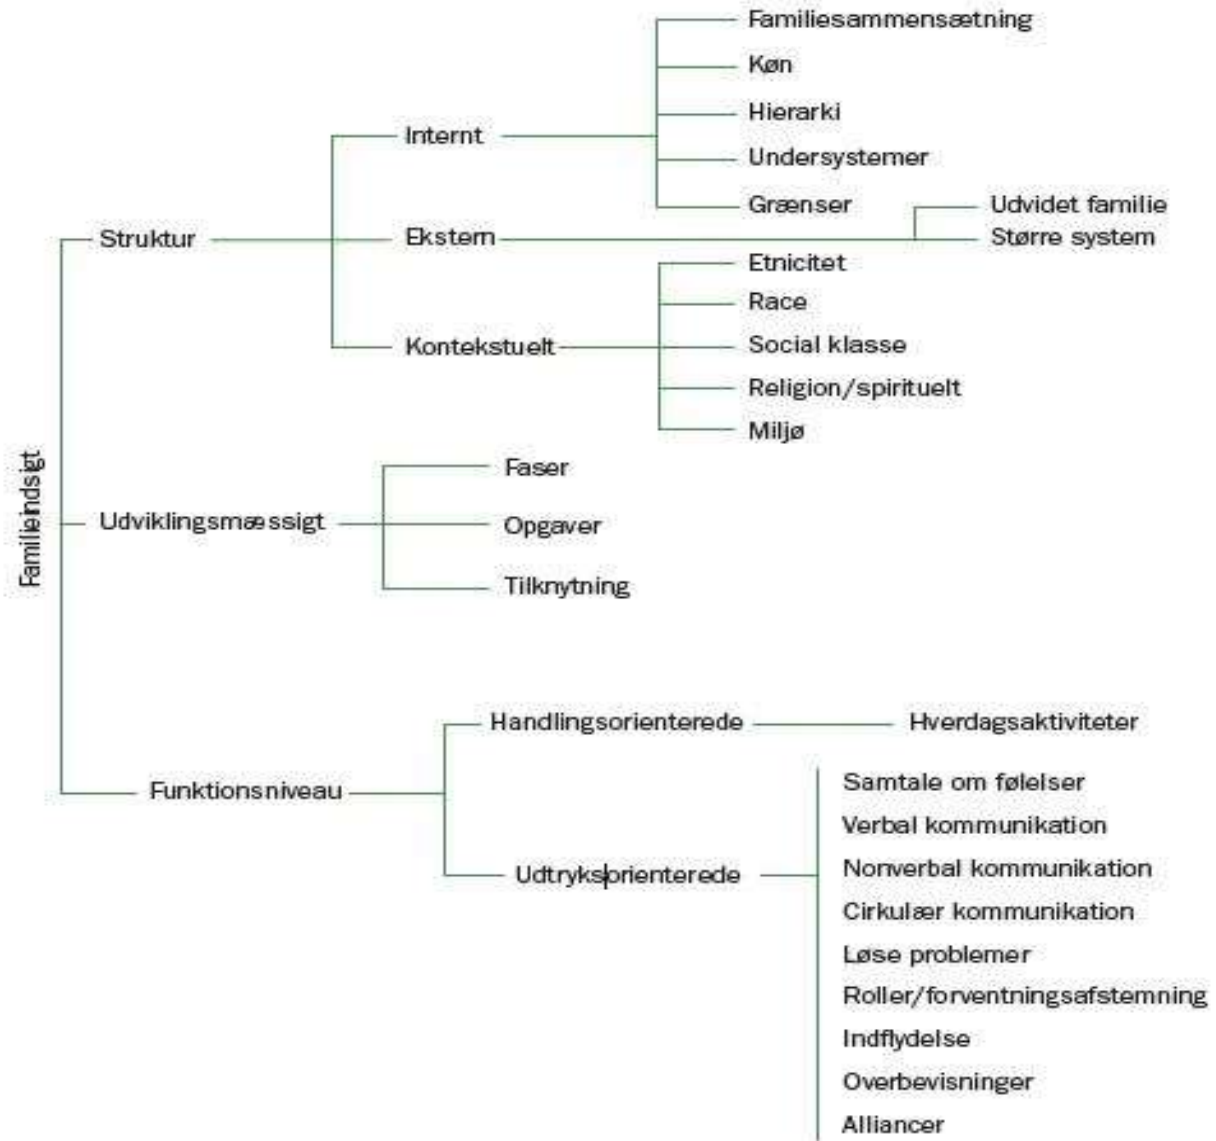 Familiesammensætning
Køn
Hierarki
Internt
Undersystemer
Grænser
Udvidet familie
Struktur
Ekstern
Større system
Etnicitet
Race
Kontekstuelt
Social klasse
Religion/spirituelt
Miljø
Familieindsigt
Faser
Udviklingsmæssigt
Opgaver
Tilknytning
Handlingsorienterede
Hverdagsaktiviteter
Funktionsniveau
Samtale om følelser
Verbal kommunikation
Udtryksorienterede
Nonverbal kommunikation
Cirkulær kommunikation
Løse problemer
Roller/forventningsafstemning
Indflydelse
Overbevisninger
Alliancer